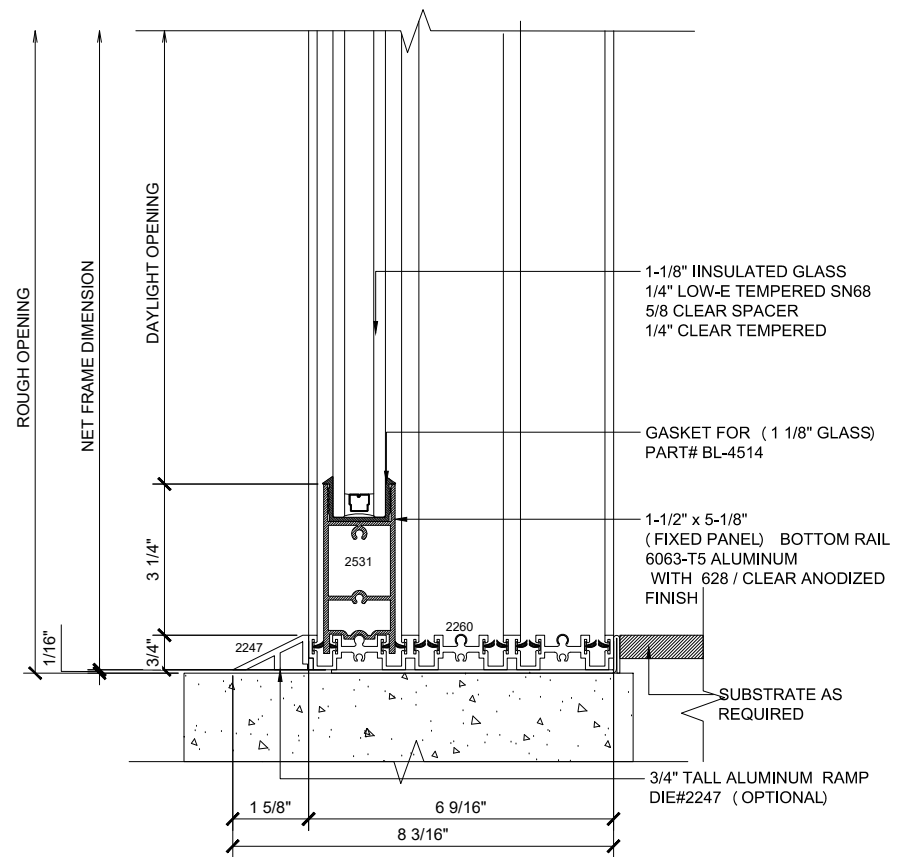 ROUGH OPENING
NET FRAME DIMENSION
DAYLIGHT OPENING
1-1/8" IINSULATED GLASS
1/4" LOW-E TEMPERED SN68
5/8 CLEAR SPACER
1/4" CLEAR TEMPERED
GASKET FOR ( 1 1/8" GLASS)
PART# BL-4514
1-1/2" x 5-1/8"
( FIXED PANEL) BOTTOM RAIL
6063-T5 ALUMINUM
WITH 628 / CLEAR ANODIZED
FINISH
2531
3 1/4"
2260
2247
1/16"
3/4"
SUBSTRATE AS
REQUIRED
3/4" TALL ALUMINUM RAMP
DIE#2247 ( OPTIONAL)
1 5/8"
6 9/16"
8 3/16"